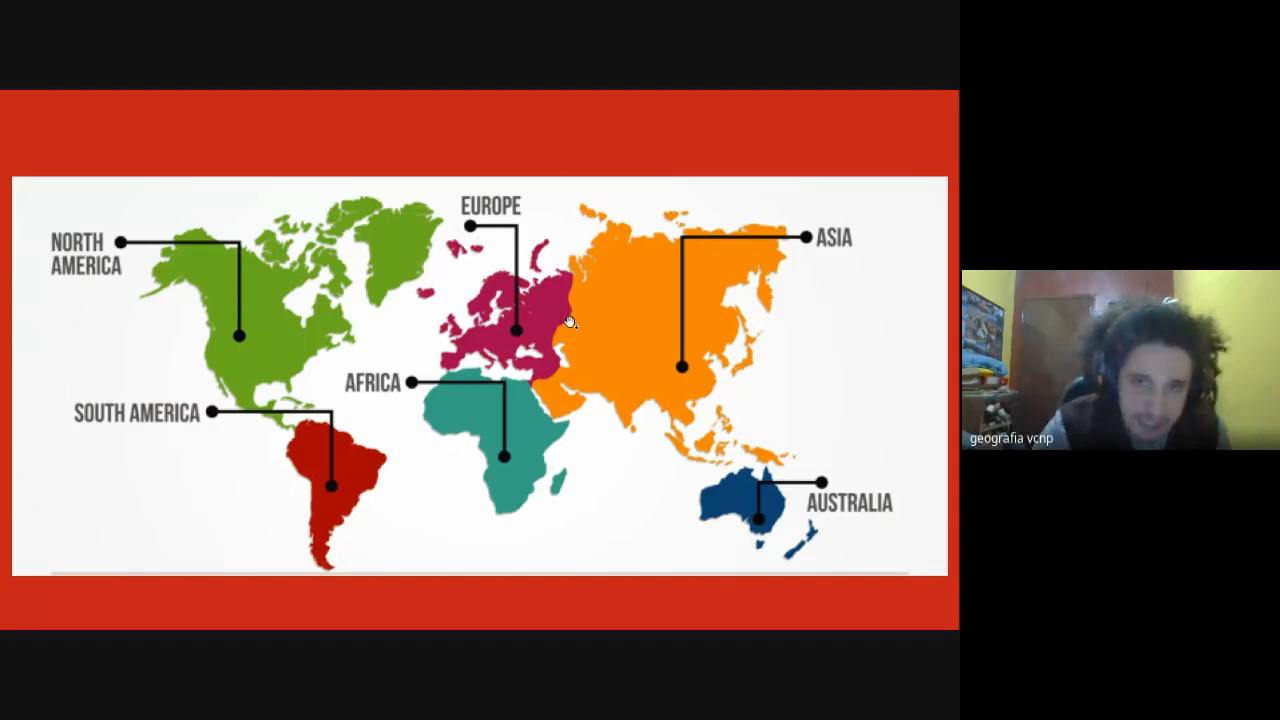 EUROPE
NORTH
AMERICA
ASIA
AFRICA
SOUTH AMERICA
AUSTRALIA
geografia vcnp